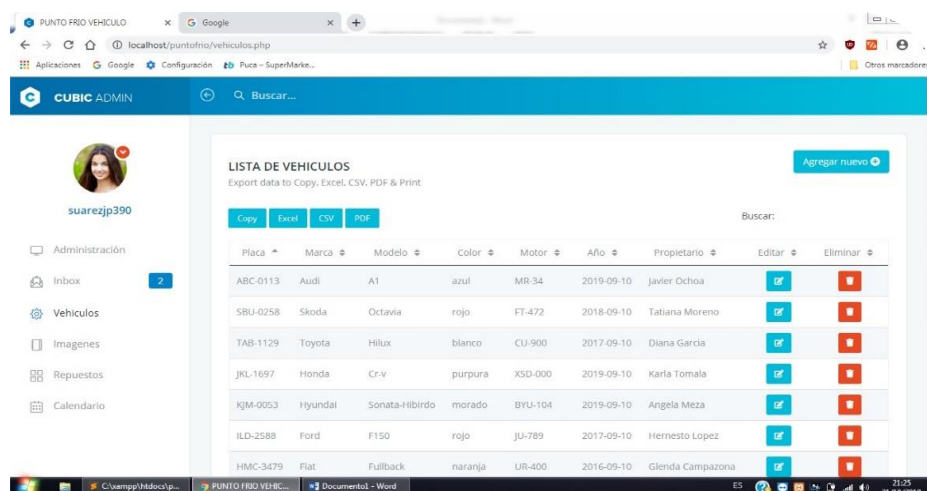 PUNTO FRIO VEHICULO
Google
localhost/puntofrio/vehiculos.php
Aplicaciones Google Configuración Puca – SuperMarke... Otros marcadores
CUBIC ADMIN
Buscar...
suarezjp390
Administración
Inbox 2
Vehiculos
Imagenes
Repuestos
Calendario
LISTA DE VEHICULOS
Export data to Copy, Excel, CSV, PDF & Print
Agregar nuevo
Copy Excel CSV PDF
Buscar:
Placa Marca Modelo Color Motor Año Propietario Editar Eliminar
ABC-0113 Audi A1 azul MR-34 2019-09-10 Javier Ochoa
SBU-0258 Skoda Octavia rojo FT-472 2018-09-10 Tatiana Moreno
TAB-1129 Toyota Hilux blanco CU-900 2017-09-10 Diana Garcia
JKL-1697 Honda Cr-v purpura XSD-000 2019-09-10 Karla Tomala
KJM-0053 Hyundai Sonata-Hibirdo morado BYU-104 2019-09-10 Angela Meza
ILD-2588 Ford F150 rojo JU-789 2017-09-10 Hernesto Lopez
HMC-3479 Fiat Fullback naranja UR-400 2016-09-10 Glenda Campazona
C:\xampp\htdocs\p... PUNTO FRIO VEHIC... Documento1 - Word ES 21:25